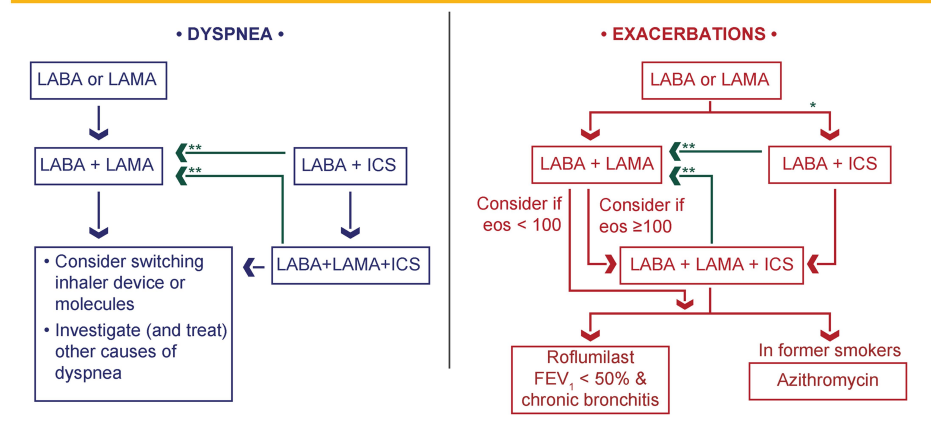 • DYSPNEA •
LABA or LAMA
**
LABA + LAMA
LABA + ICS
**
• Consider switching
inhaler device or
molecules
• Investigate (and treat)
other causes of
dyspnea
LABA+LAMA+ICS
• EXACERBATIONS •
LABA or LAMA
*
**
LABA + LAMA
LABA + ICS
**
Consider if
eos < 100
Consider if
eos ≥100
LABA + LAMA + ICS
Roflumilast
FEV₁ < 50% &
chronic bronchitis
In former smokers
Azithromycin